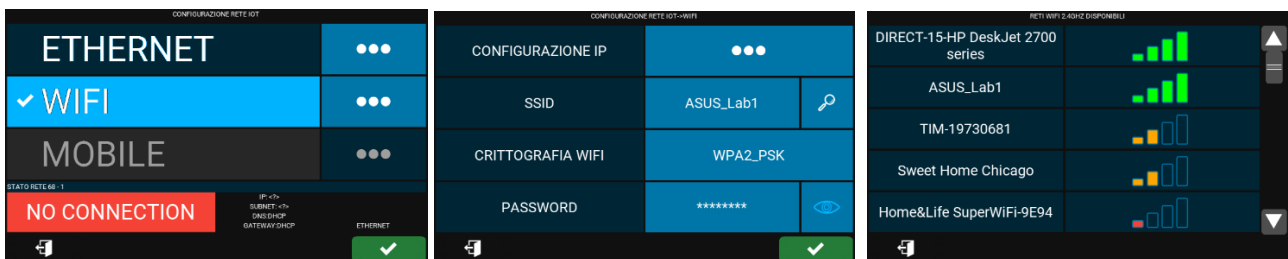 CONFIGURAZIONE RETE IOT
ETHERNET
WIFI
MOBILE
STATO RETE 68 - 1
NO CONNECTION
IP: <?>
SUBNET: <?>
DNS:DHCP
GATEWAY:DHCP
ETHERNET
CONFIGURAZIONE RETE IOT->WIFI
CONFIGURAZIONE IP
SSID
ASUS_Lab1
CRITTOGRAFIA WIFI
WPA2_PSK
PASSWORD
********
RETI WIFI 2.4GHZ DISPONIBILI
DIRECT-15-HP DeskJet 2700
series
ASUS_Lab1
TIM-19730681
Sweet Home Chicago
Home&Life SuperWiFi-9E94